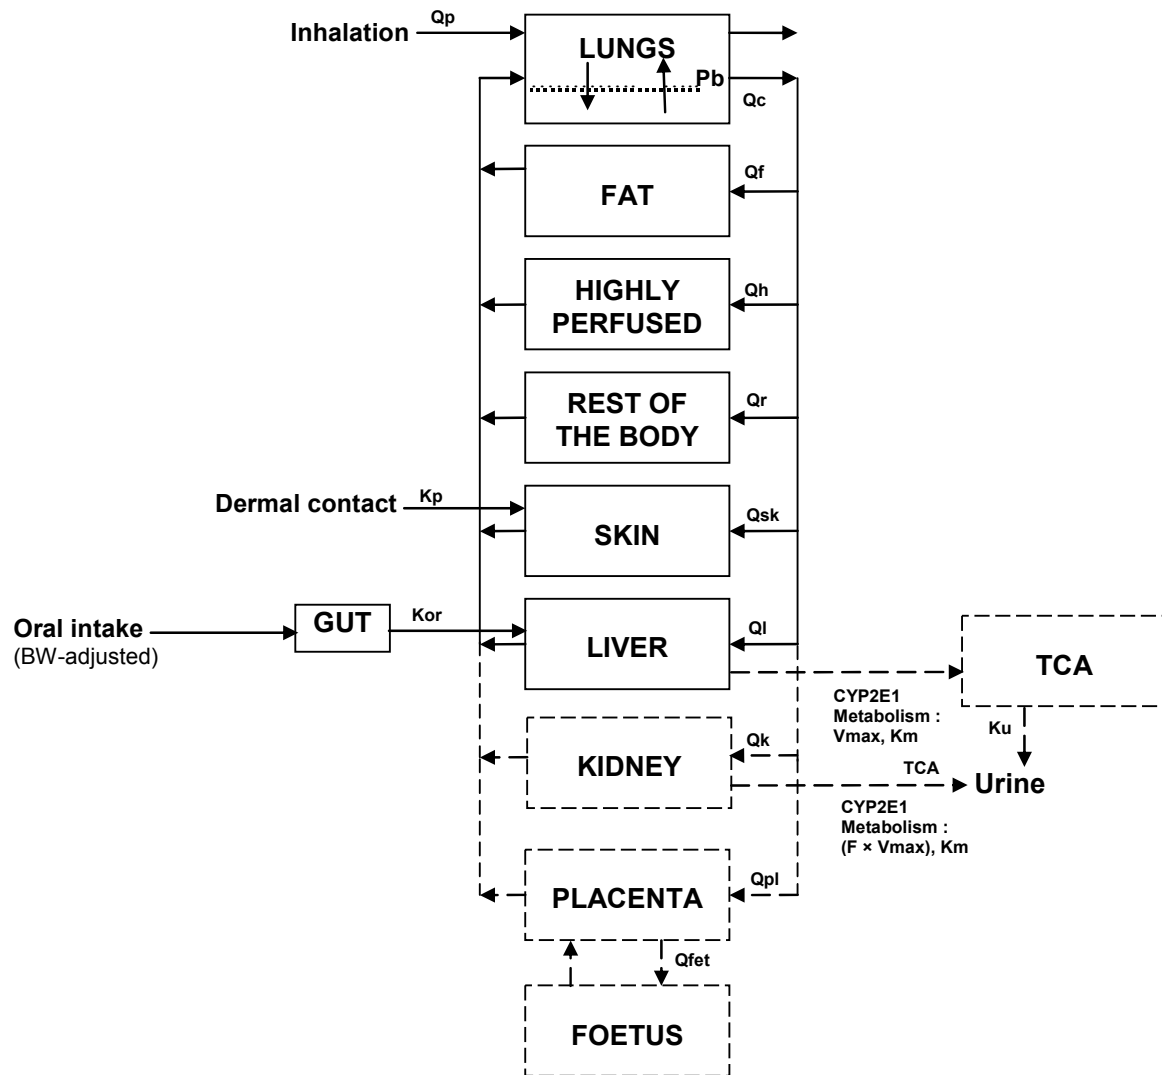 Qp
Inhalation
LUNGS
Pb
Qc
Qf
FAT
Qh
HIGHLY
PERFUSED
Qr
REST OF
THE BODY
Dermal contact
Kp
Qsk
SKIN
GUT
Kor
Oral intake
(BW-adjusted)
Ql
LIVER
TCA
CYP2E1
Metabolism :
Vmax, Km
Ku
Qk
KIDNEY
TCA
Urine
CYP2E1
Metabolism :
(F × Vmax), Km
Qpl
PLACENTA
Qfet
FOETUS